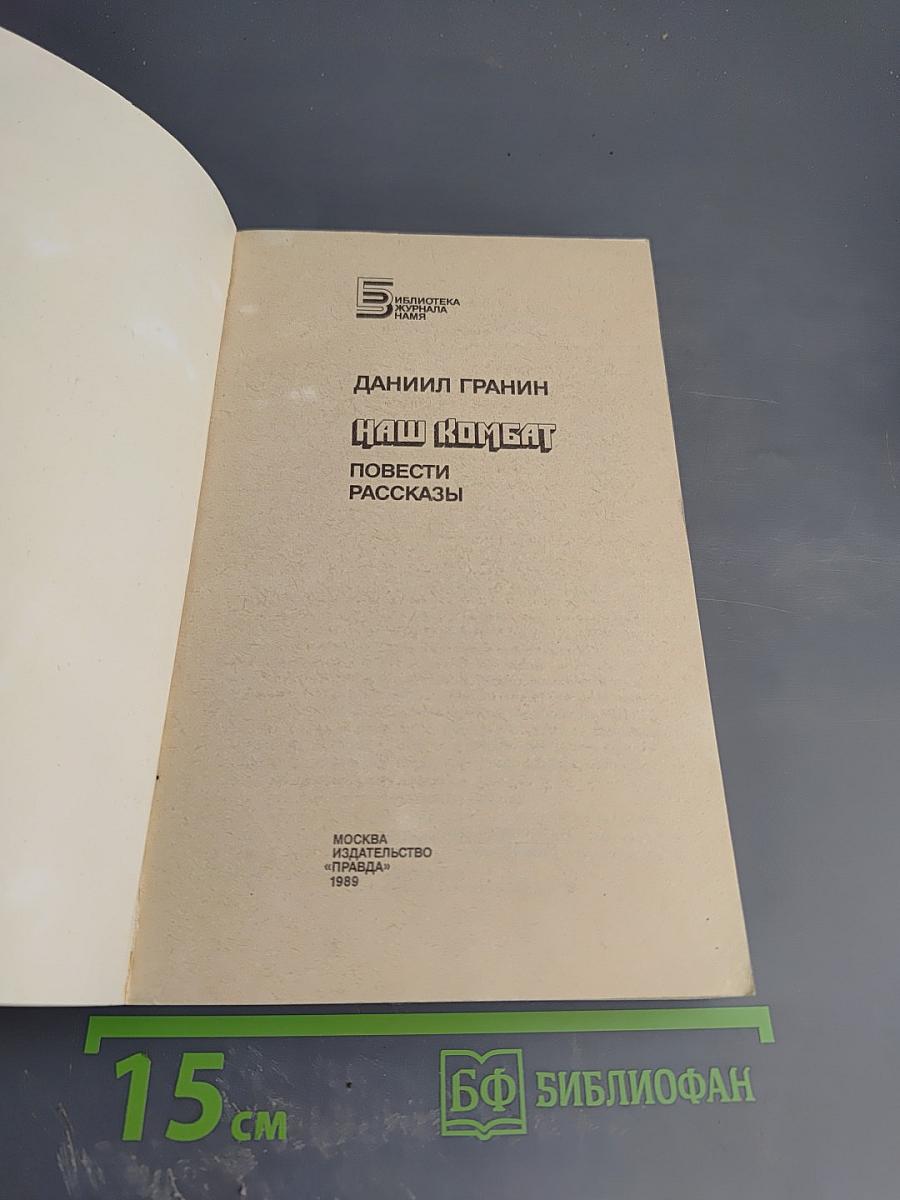 БИБЛИОТЕКА
ЖУРНАЛА
ЗНАМЯ
ДАНИИЛ ГРАНИН
НАШ КОМБАТ
ПОВЕСТИ
РАССКАЗЫ
МОСКВА
ИЗДАТЕЛЬСТВО
«ПРАВДА»
1989
15 СМ
БФ БИБЛИОФАН